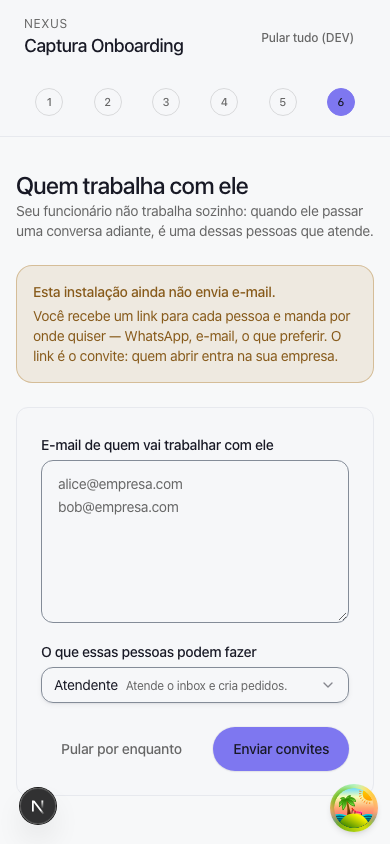 NEXUS
Captura Onboarding
Pular tudo (DEV)
1 2 3 4 5 6
Quem trabalha com ele
Seu funcionário não trabalha sozinho: quando ele passar
uma conversa adiante, é uma dessas pessoas que atende.
Esta instalação ainda não envia e-mail.
Você recebe um link para cada pessoa e manda por
onde quiser — WhatsApp, e-mail, o que preferir. O
link é o convite: quem abrir entra na sua empresa.
E-mail de quem vai trabalhar com ele
alice@empresa.com
bob@empresa.com
O que essas pessoas podem fazer
Atendente Atende o inbox e cria pedidos.
Pular por enquanto
Enviar convites
N